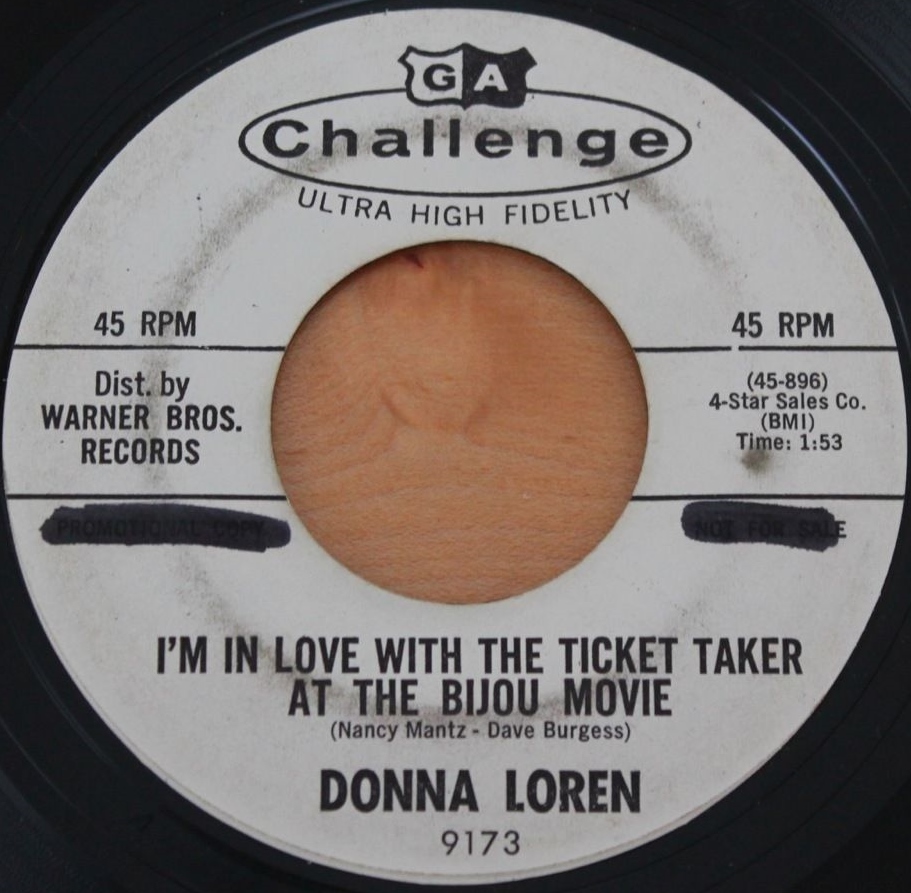 G A
Challenge
ULTRA HIGH FIDELITY
45 RPM
45 RPM
Dist. by
WARNER BROS.
RECORDS
(45-896)
4-Star Sales Co.
(BMI)
Time: 1:53
PROMOTIONAL COPY
NOT FOR SALE
I'M IN LOVE WITH THE TICKET TAKER
AT THE BIJOU MOVIE
(Nancy Mantz - Dave Burgess)
DONNA LOREN
9173